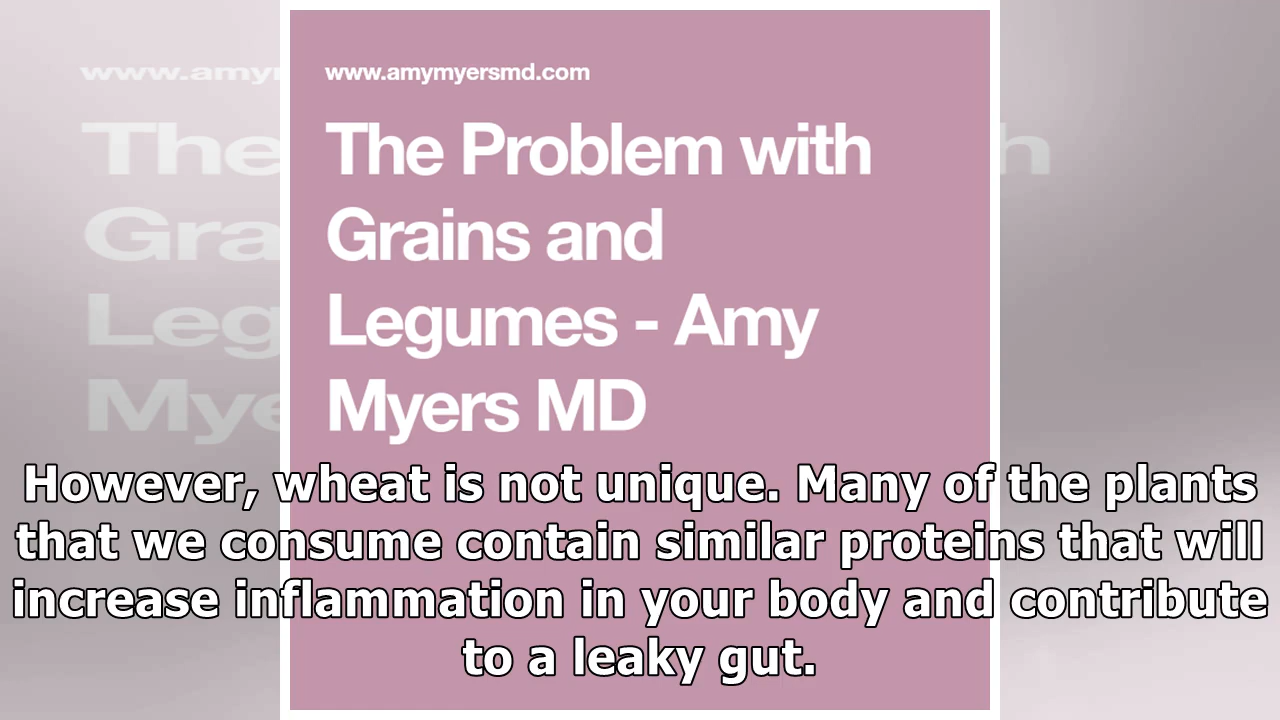 www.amymyersmd.com
The Problem with
Grains and
Legumes - Amy
Myers MD
However, wheat is not unique. Many of the plants
that we consume contain similar proteins that will
increase inflammation in your body and contribute
to a leaky gut.